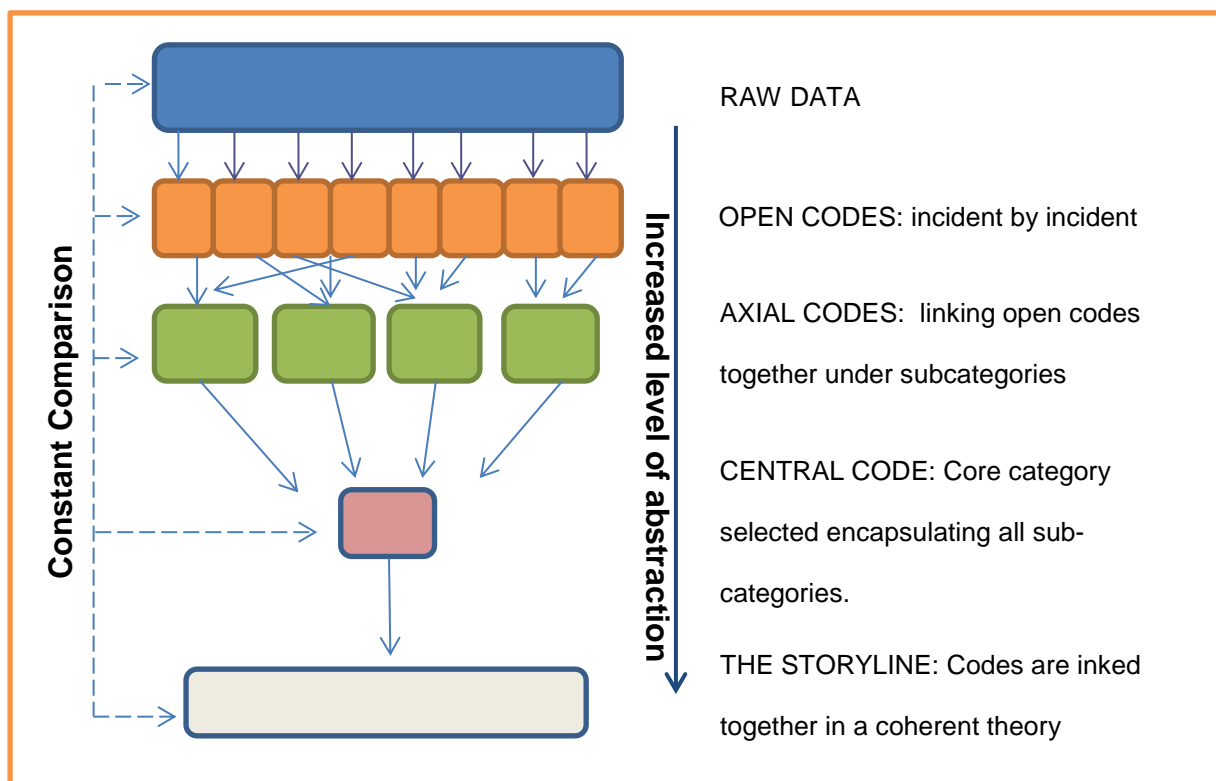 Constant Comparison
Increased level of abstraction
RAW DATA
OPEN CODES: incident by incident
AXIAL CODES:  linking open codes
together under subcategories
CENTRAL CODE: Core category
selected encapsulating all sub-
categories.
THE STORYLINE: Codes are inked
together in a coherent theory